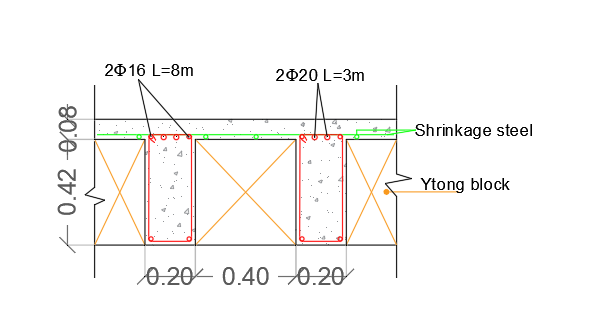 2Φ16 L=8m
2Φ20 L=3m
0.08
Shrinkage steel
0.42
Ytong block
0.20
0.40
0.20